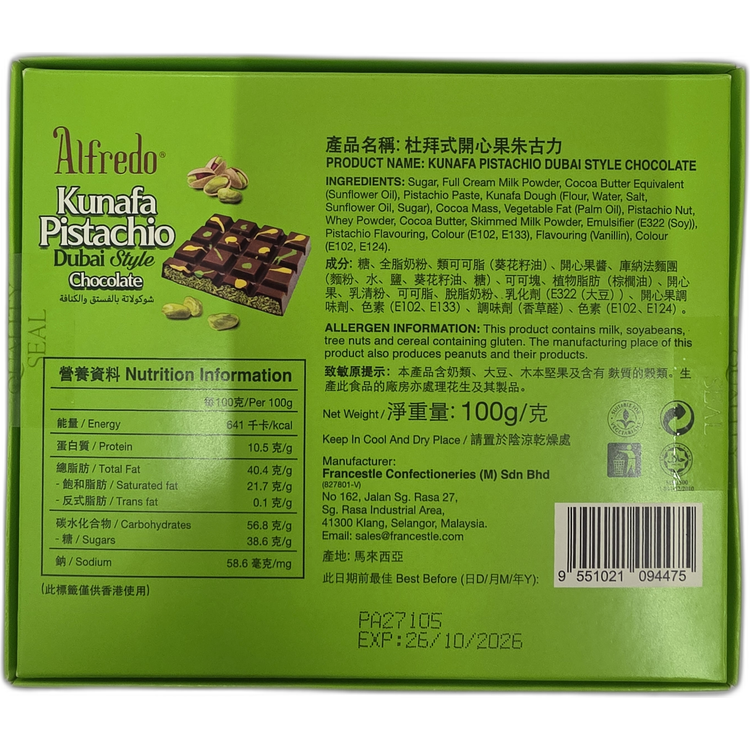 Alfredo®
Kunafa
Pistachio
Dubai Style
Chocolate
شوكولاتة بالفستق والكنافة
SEAL
營養資料 Nutrition Information
每100克/Per 100g
能量 / Energy 641 千卡/kcal
蛋白質 / Protein 10.5 克/g
總脂肪 / Total Fat 40.4 克/g
- 飽和脂肪 / Saturated fat 21.7 克/g
- 反式脂肪 / Trans fat 0.1 克/g
碳水化合物 / Carbohydrates 56.8 克/g
- 糖 / Sugars 38.6 克/g
鈉 / Sodium 58.6 毫克/mg
(此標籤僅供香港使用)
產品名稱: 杜拜式開心果朱古力
PRODUCT NAME: KUNAFA PISTACHIO DUBAI STYLE CHOCOLATE
INGREDIENTS: Sugar, Full Cream Milk Powder, Cocoa Butter Equivalent
(Sunflower Oil), Pistachio Paste, Kunafa Dough (Flour, Water, Salt,
Sunflower Oil, Sugar), Cocoa Mass, Vegetable Fat (Palm Oil), Pistachio Nut,
Whey Powder, Cocoa Butter, Skimmed Milk Powder, Emulsifier (E322 (Soy)),
Pistachio Flavouring, Colour (E102, E133), Flavouring (Vanillin), Colour
(E102, E124).
成分: 糖、全脂奶粉、類可可脂（葵花籽油）、開心果醬、庫納法麵團
（麵粉、水、鹽、葵花籽油、糖）、可可塊、植物脂肪（棕櫚油）、開心
果、乳清粉、可可脂、脫脂奶粉、乳化劑（E322（大豆））、開心果調
味劑、色素（E102、E133）、調味劑（香草醛）、色素（E102、E124）。
ALLERGEN INFORMATION: This product contains milk, soyabeans,
tree nuts and cereal containing gluten. The manufacturing place of this
product also produces peanuts and their products.
致敏原提示: 本產品含奶類、大豆、木本堅果及含有 麩質的穀類。生
產此食品的廠房亦處理花生及其製品。
Net Weight / 淨重量: 100g/克
Keep In Cool And Dry Place / 請置於陰涼乾燥處
Manufacturer:
Francestle Confectioneries (M) Sdn Bhd
(827801-V)
No 162, Jalan Sg. Rasa 27,
Sg. Rasa Industrial Area,
41300 Klang, Selangor, Malaysia.
Email: sales@francestle.com
產地: 馬來西亞
此日期前最佳 Best Before (日D/月M/年Y):
9 551021 094475
PA27105
EXP:26/10/2026